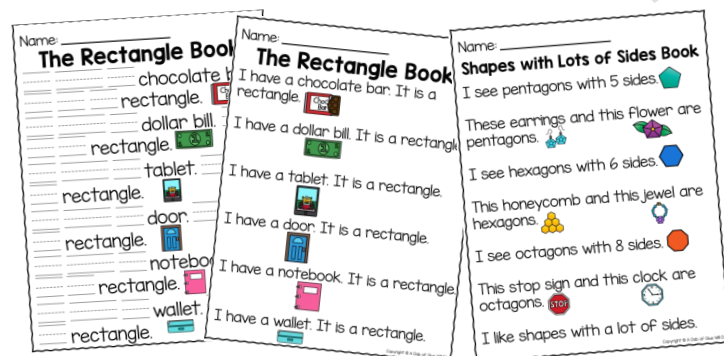 Name:
The Rectangle Book
chocolate
rectangle.
dollar bill.
rectangle.
tablet.
rectangle.
door.
rectangle.
noteboo
rectangle.
wallet.
rectangle.
Name:
The Rectangle Book
I have a chocolate bar. It is a
rectangle.
I have a dollar bill. It is a rectangle
I have a tablet. It is a rectangle.
I have a door. It is a rectangle.
I have a notebook. It is a rectangle
I have a wallet. It is a rectangle.
Name:
Shapes with Lots of Sides Book
I see pentagons with 5 sides.
These earrings and this flower are
pentagons.
I see hexagons with 6 sides.
This honeycomb and this jewel are
hexagons.
I see octagons with 8 sides.
This stop sign and this clock are
octagons.
STOP
I like shapes with a lot of sides.